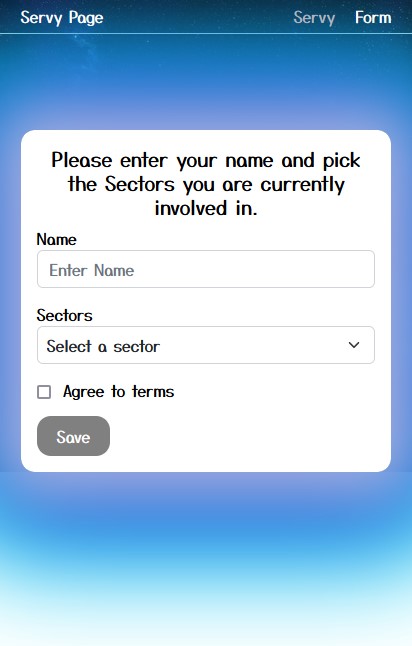 Servy Page
Servy
Form
Please enter your name and pick
the Sectors you are currently
involved in.
Name
Enter Name
Sectors
Select a sector
Agree to terms
Save